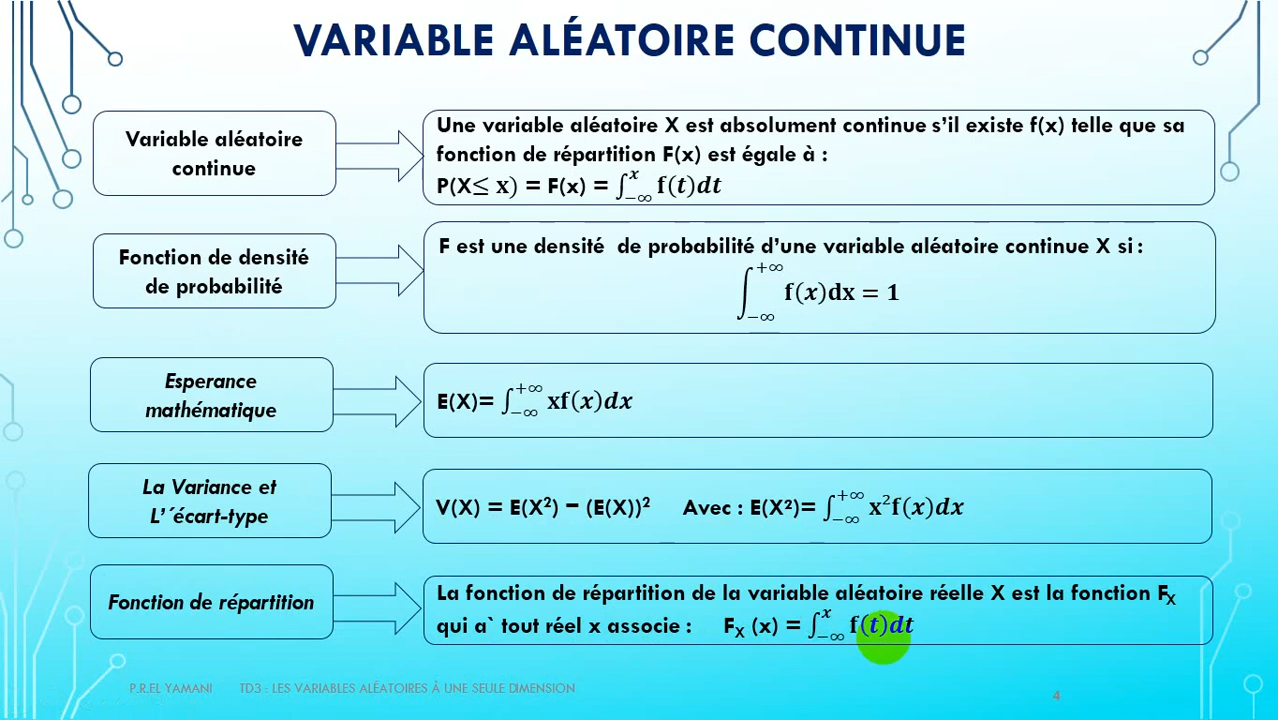 VARIABLE ALÉATOIRE CONTINUE
Variable aléatoire
continue
Une variable aléatoire X est absolument continue s'il existe f(x) telle que sa
fonction de répartition F(x) est égale à :
P(X≤ x) = F(x) = ∫_{−∞}^{x} f(t)dt
Fonction de densité
de probabilité
F est une densité de probabilité d'une variable aléatoire continue X si :
∫_{−∞}^{+∞} f(x)dx = 1
Esperance
mathématique
E(X)= ∫_{−∞}^{+∞} xf(x)dx
La Variance et
L'´écart-type
V(X) = E(X²) − (E(X))² Avec : E(X²)= ∫_{−∞}^{+∞} x²f(x)dx
Fonction de répartition
La fonction de répartition de la variable aléatoire réelle X est la fonction F_X
qui a` tout réel x associe : F_X (x) = ∫_{−∞}^{x} f(t)dt
P.R.EL YAMANI TD3 : LES VARIABLES ALÉATOIRES À UNE SEULE DIMENSION
4